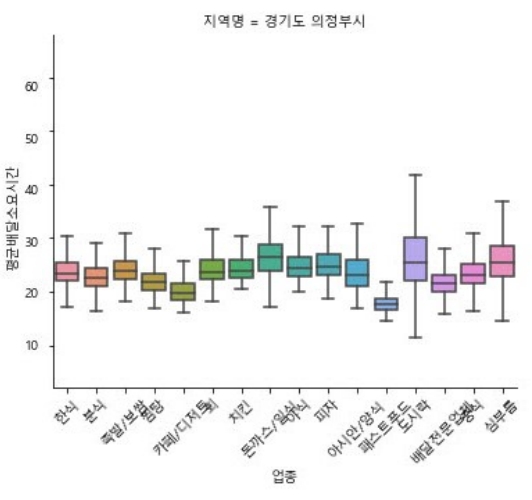 지역명 = 경기도 의정부시
평균배달소요시간
60
50
40
30
20
10
한식
분식
족발/보쌈
찜탕
카페/디저트
회
치킨
돈까스/일식
야식
피자
아시안/양식
패스트푸드
도시락
배달전문업체
중식
심부름
업종